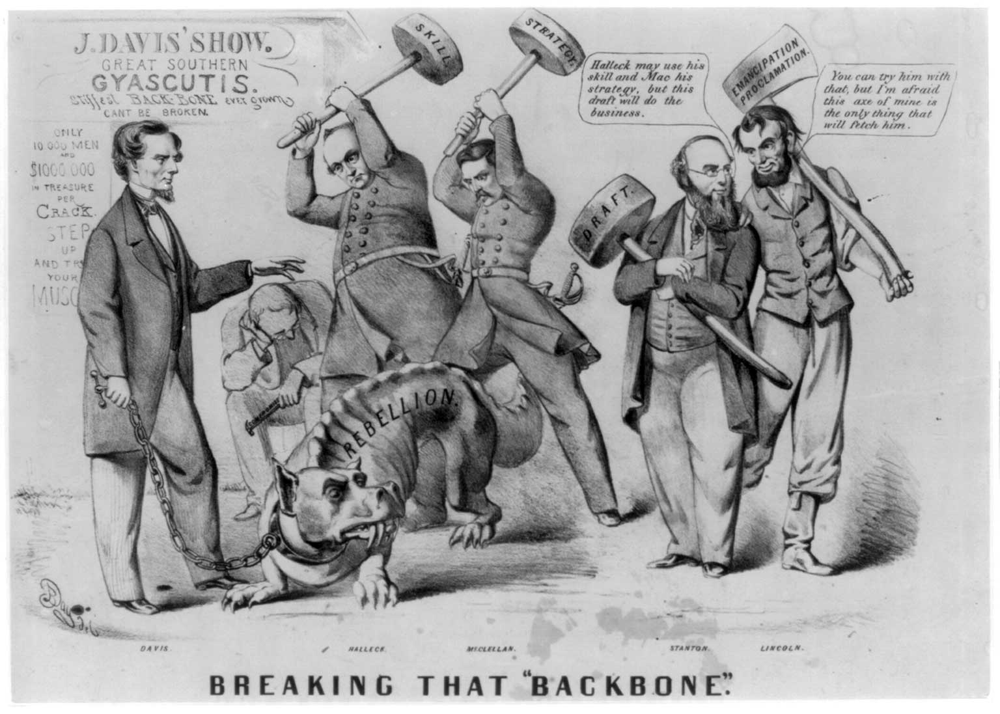 J. DAVIS' SHOW.
GREAT SOUTHERN
GYASCUTIS.
Stiffest BACK-BONE ever grown
CANT BE BROKEN.
ONLY
10 000 MEN
AND
$1000 000
IN TREASURE
PER
CRACK.
STEP
UP
AND TR
YOUR
MUSC
SKILL.
STRATEGY.
Halleck may use his
skill and Mac his
strategy, but this
draft will do the
business.
EMANCIPATION
PROCLAMATION.
You can try him with
that, but I'm afraid
this axe of mine is
the only thing that
will fetch him.
DRAFT.
COMPROMISE
REBELLION.
DAVIS.
HALLECK.
McCLELLAN.
STANTON.
LINCOLN.
BREAKING THAT "BACKBONE".